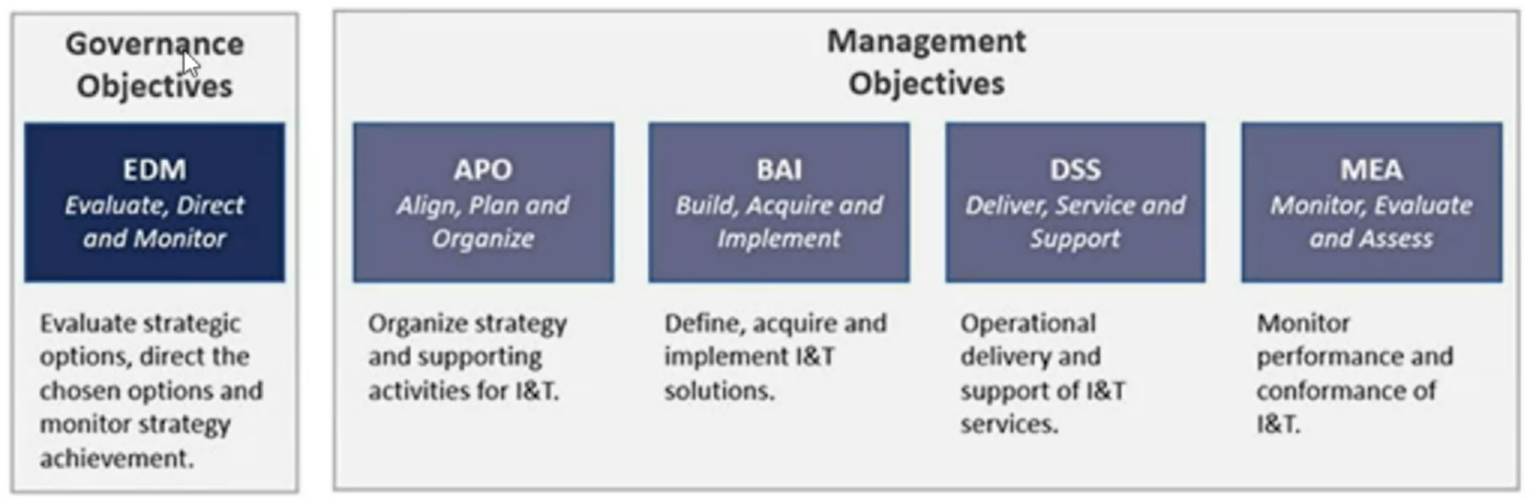 Governance
Objectives
EDM
Evaluate, Direct
and Monitor
Evaluate strategic
options, direct the
chosen options and
monitor strategy
achievement.
Management
Objectives
APO
Align, Plan and
Organize
Organize strategy
and supporting
activities for I&T.
BAI
Build, Acquire and
Implement
Define, acquire and
implement I&T
solutions.
DSS
Deliver, Service and
Support
Operational
delivery and
support of I&T
services.
MEA
Monitor, Evaluate
and Assess
Monitor
performance and
conformance of
I&T.